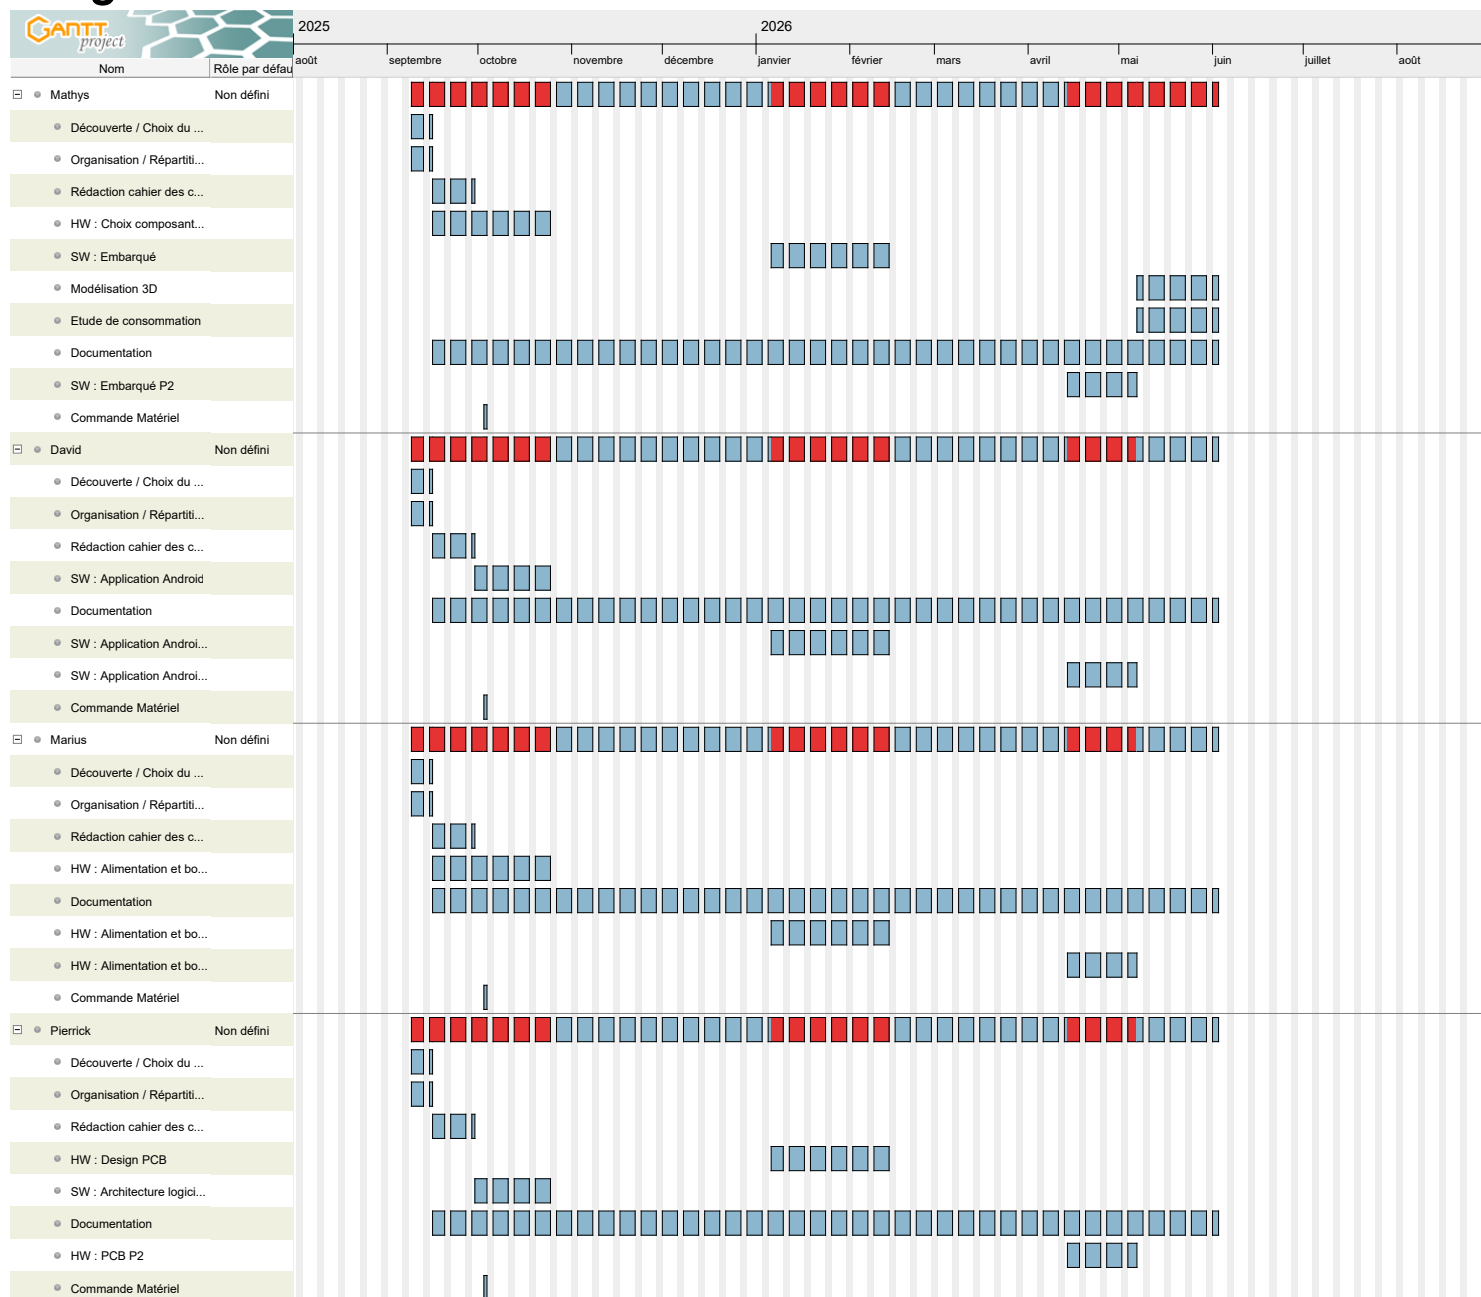 2025 2026
GANTT
project
Nom Rôle par défau août septembre octobre novembre décembre janvier février mars avril mai juin juillet août
Mathys Non défini
Découverte / Choix du ...
Organisation / Répartiti...
Rédaction cahier des c...
HW : Choix composant...
SW : Embarqué
Modélisation 3D
Etude de consommation
Documentation
SW : Embarqué P2
Commande Matériel
David Non défini
Découverte / Choix du ...
Organisation / Répartiti...
Rédaction cahier des c...
SW : Application Android
Documentation
SW : Application Androi...
SW : Application Androi...
Commande Matériel
Marius Non défini
Découverte / Choix du ...
Organisation / Répartiti...
Rédaction cahier des c...
HW : Alimentation et bo...
Documentation
HW : Alimentation et bo...
HW : Alimentation et bo...
Commande Matériel
Pierrick Non défini
Découverte / Choix du ...
Organisation / Répartiti...
Rédaction cahier des c...
HW : Design PCB
SW : Architecture logici...
Documentation
HW : PCB P2
Commande Matériel